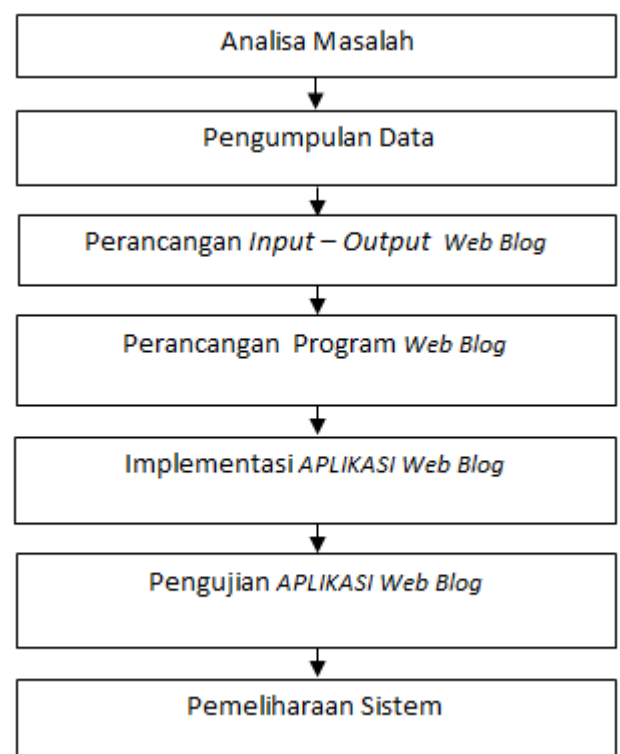 Analisa Masalah
Pengumpulan Data
Perancangan Input – Output Web Blog
Perancangan Program Web Blog
Implementasi APLIKASI Web Blog
Pengujian APLIKASI Web Blog
Pemeliharaan Sistem